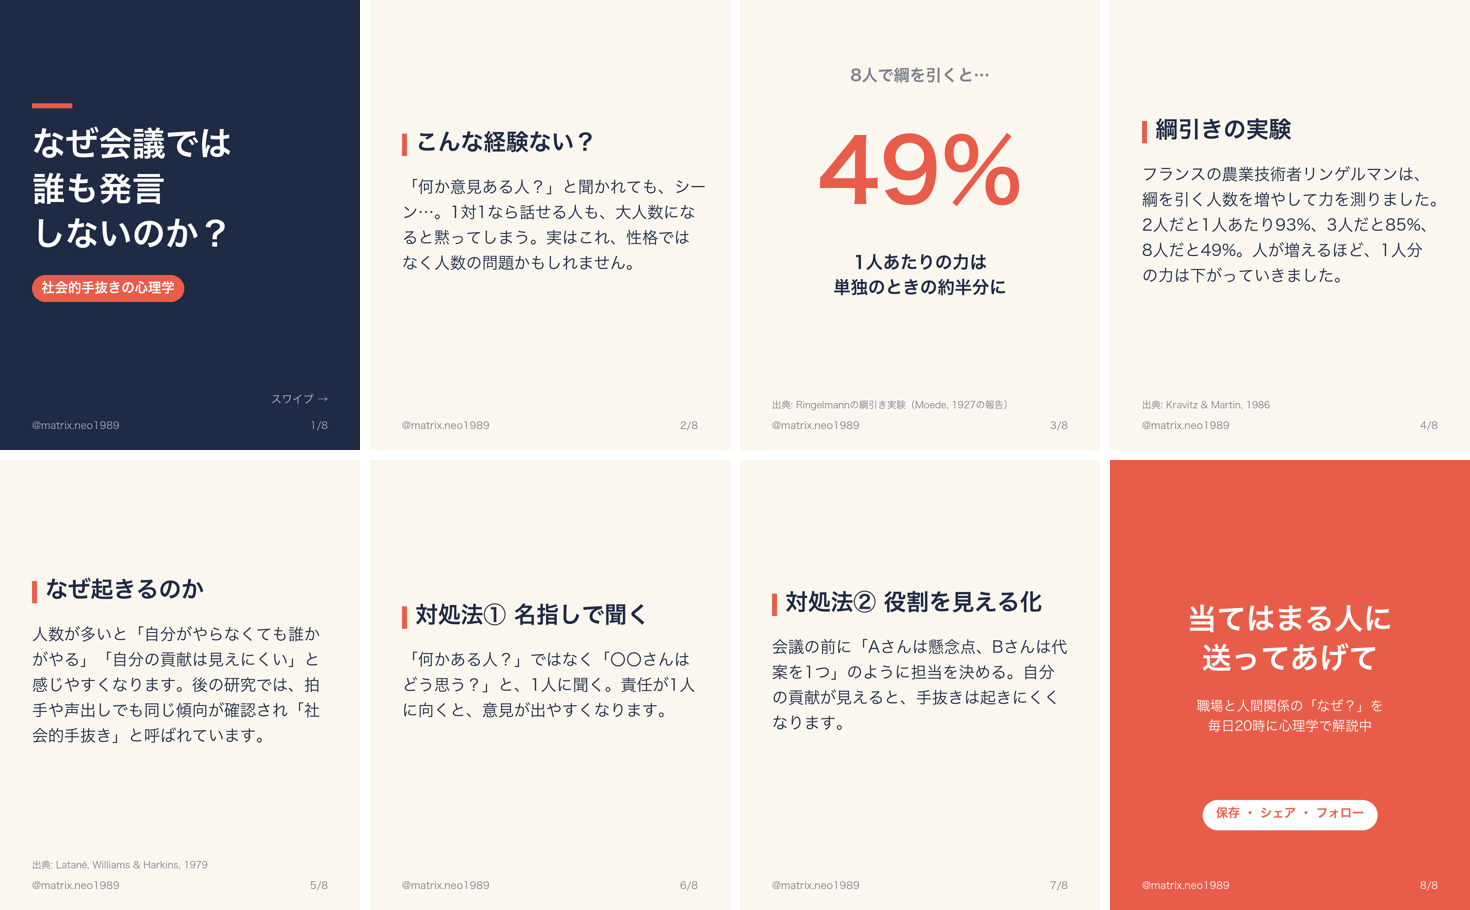 なぜ会議では
誰も発言
しないのか？
社会的手抜きの心理学
スワイプ →
@matrix.neo1989
1/8
こんな経験ない？
「何か意見ある人？」と聞かれても、シー
ン…。1対1なら話せる人も、大人数にな
ると黙ってしまう。実はこれ、性格では
なく人数の問題かもしれません。
@matrix.neo1989
2/8
8人で綱を引くと…
49%
1人あたりの力は
単独のときの約半分に
出典: Ringelmannの綱引き実験（Moede, 1927の報告）
@matrix.neo1989
3/8
綱引きの実験
フランスの農業技術者リンゲルマンは、
綱を引く人数を増やして力を測りました。
2人だと1人あたり93%、3人だと85%、
8人だと49%。人が増えるほど、1人分
の力は下がっていきました。
出典: Kravitz & Martin, 1986
@matrix.neo1989
4/8
なぜ起きるのか
人数が多いと「自分がやらなくても誰か
がやる」「自分の貢献は見えにくい」と
感じやすくなります。後の研究では、拍
手や声出しでも同じ傾向が確認され「社
会的手抜き」と呼ばれています。
出典: Latané, Williams & Harkins, 1979
@matrix.neo1989
5/8
対処法① 名指しで聞く
「何かある人？」ではなく「〇〇さんは
どう思う？」と、1人に聞く。責任が1人
に向くと、意見が出やすくなります。
@matrix.neo1989
6/8
対処法② 役割を見える化
会議の前に「Aさんは懸念点、Bさんは代
案を1つ」のように担当を決める。自分
の貢献が見えると、手抜きは起きにくく
なります。
@matrix.neo1989
7/8
当てはまる人に
送ってあげて
職場と人間関係の「なぜ？」を
毎日20時に心理学で解説中
保存 ・ シェア ・ フォロー
@matrix.neo1989
8/8